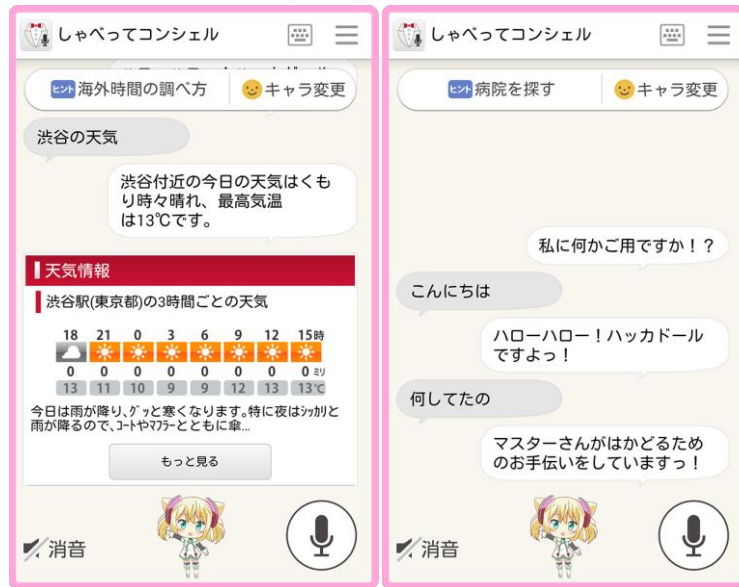 しゃべってコンシェル
ヒント 海外時間の調べ方
キャラ変更
渋谷の天気
渋谷付近の今日の天気はくも
り時々晴れ、最高気温
は13℃です。
天気情報
渋谷駅(東京都)の3時間ごとの天気
18 21 0 3 6 9 12 15時
0 0 0 0 0 0 0 0 ミリ
13 11 10 9 9 12 13 13℃
今日は雨が降り、グッと寒くなります。特に夜はシッカリと
雨が降るので、コートやマフラーとともに傘...
もっと見る
消音
しゃべってコンシェル
ヒント 病院を探す
キャラ変更
私に何かご用ですか！？
こんにちは
ハローハロー！ハッカドール
ですよっ！
何してたの
マスターさんがはかどるため
のお手伝いをしていますっ！
消音